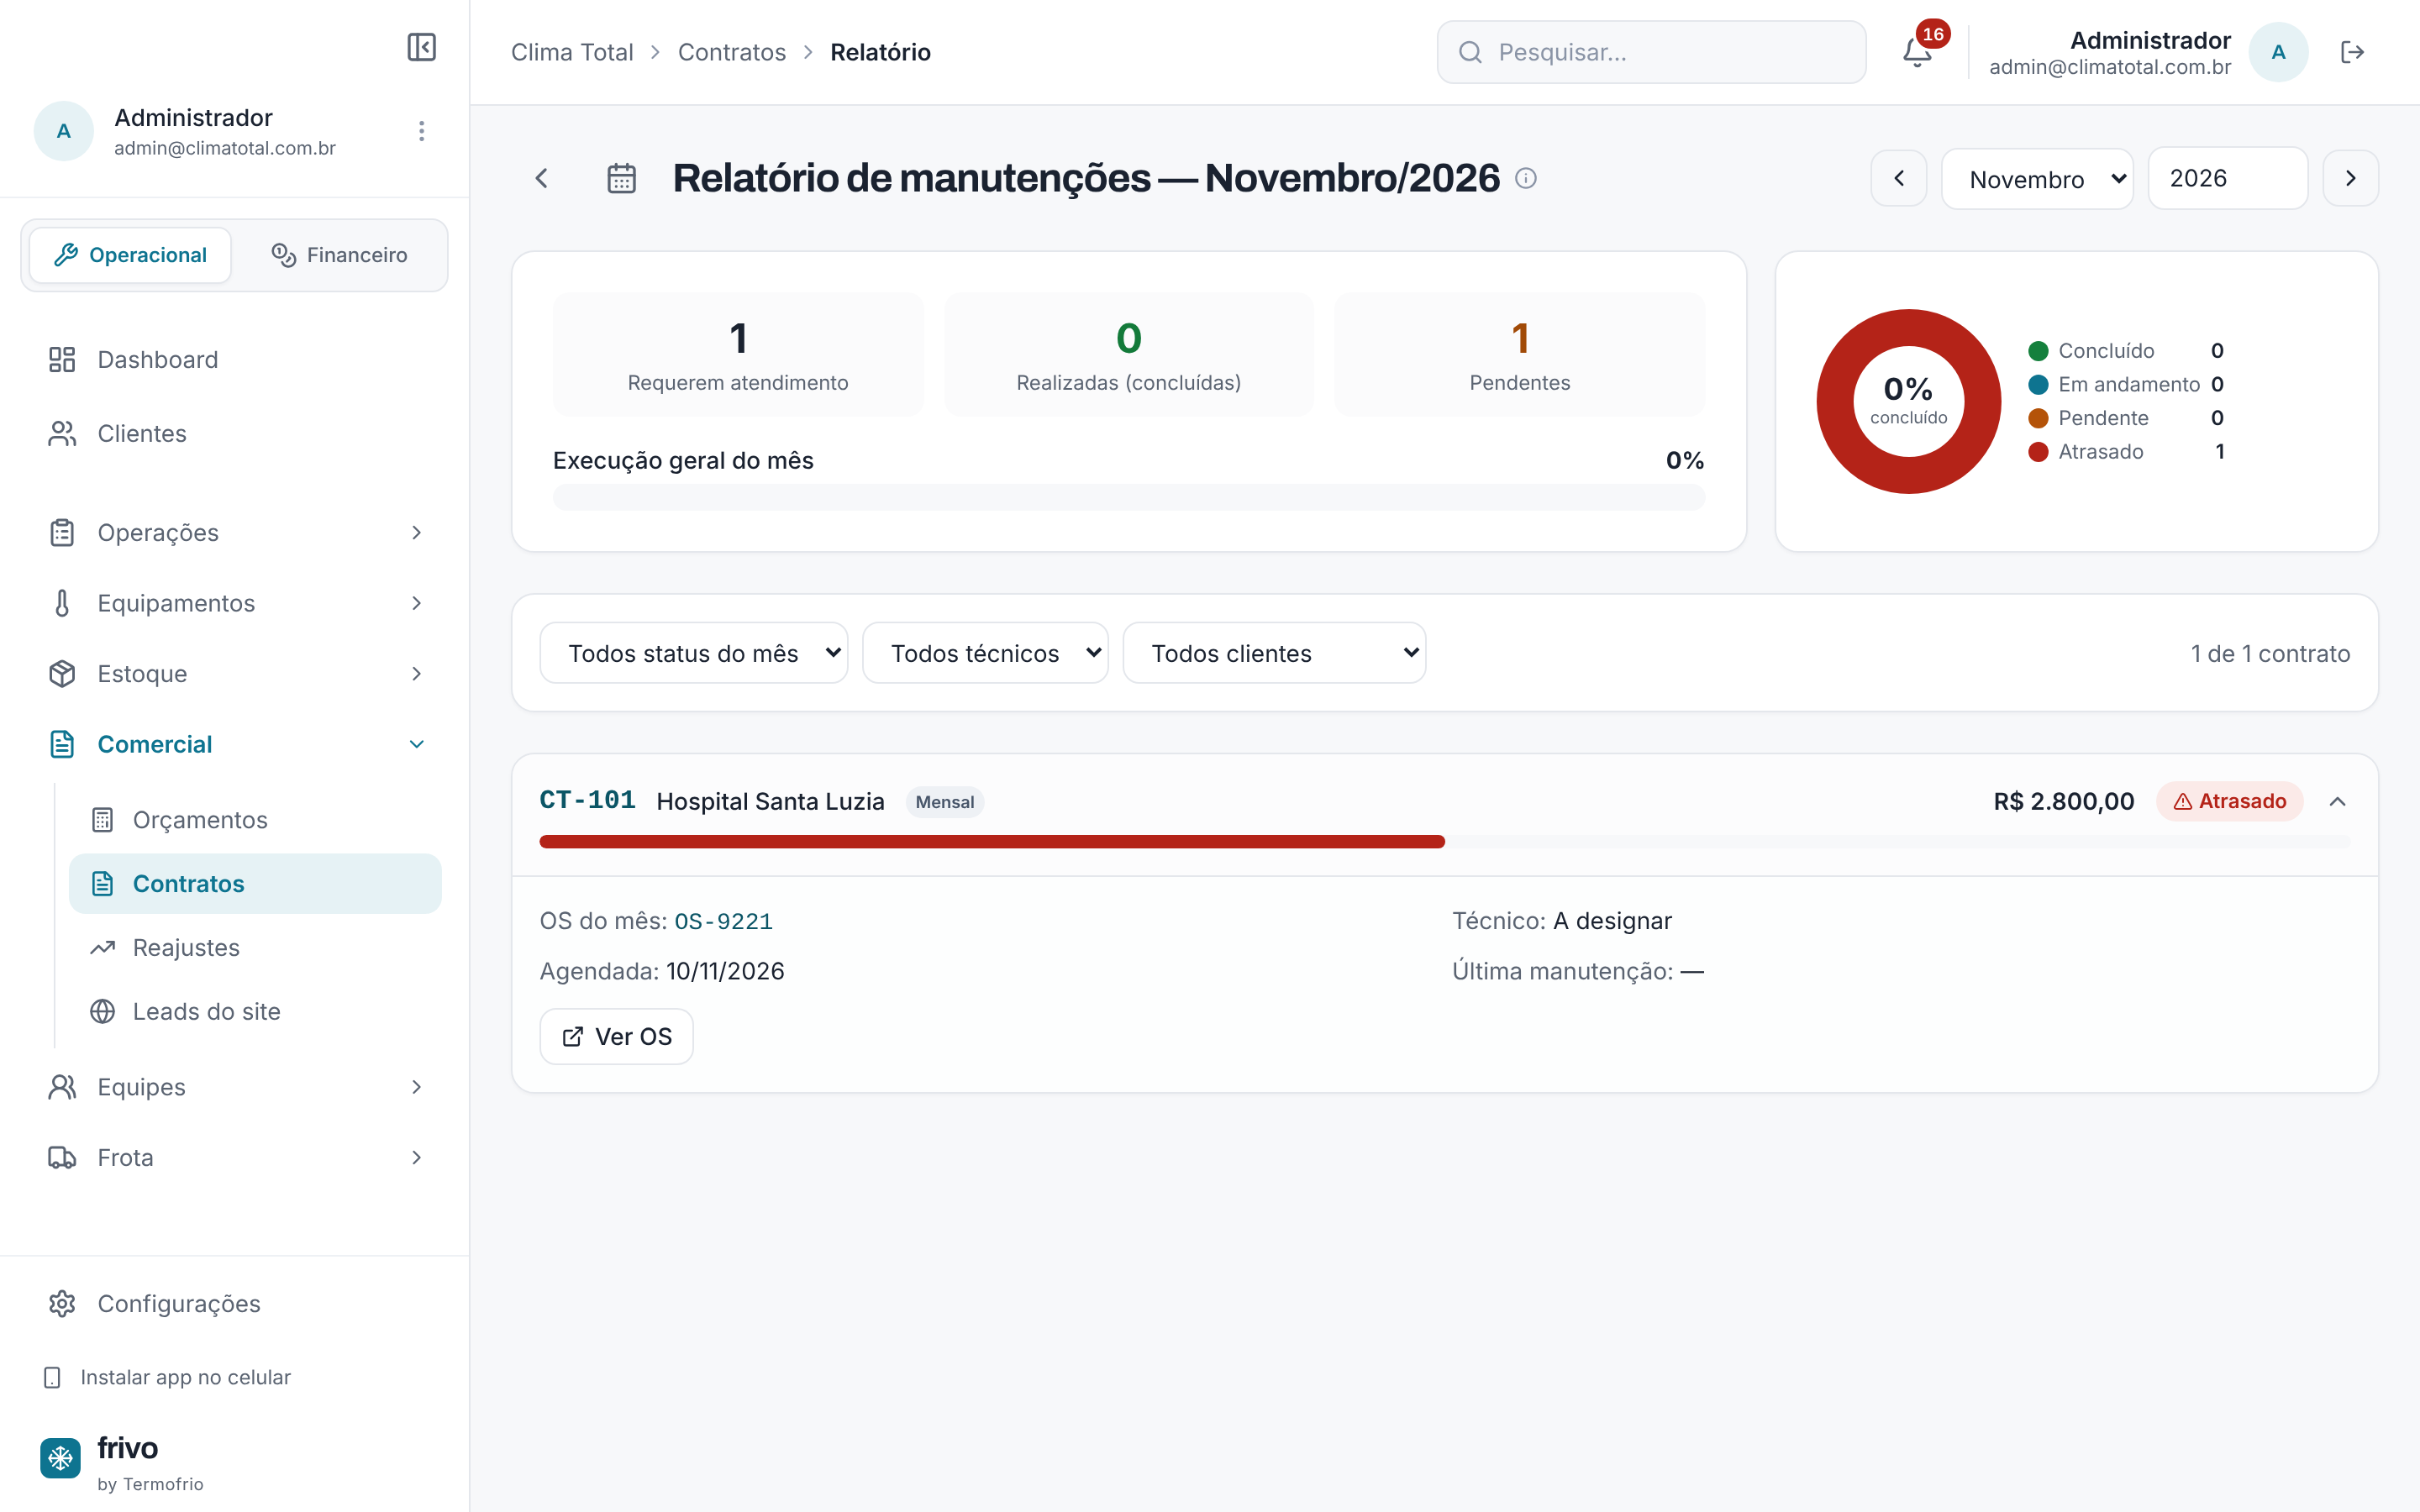 A
Administrador
admin@climatotal.com.br
Operacional
Financeiro
Dashboard
Clientes
Operações
Equipamentos
Estoque
Comercial
Orçamentos
Contratos
Reajustes
Leads do site
Equipes
Frota
Configurações
Instalar app no celular
frivo
by Termofrio
Clima Total > Contratos > Relatório
Pesquisar...
16
Administrador
admin@climatotal.com.br
A
Relatório de manutenções — Novembro/2026
Novembro
2026
1
Requerem atendimento
0
Realizadas (concluídas)
1
Pendentes
Execução geral do mês 0%
0%
concluído
Concluído 0
Em andamento 0
Pendente 0
Atrasado 1
Todos status do mês
Todos técnicos
Todos clientes
1 de 1 contrato
CT-101 Hospital Santa Luzia Mensal R$ 2.800,00 Atrasado
OS do mês: OS-9221
Técnico: A designar
Agendada: 10/11/2026
Última manutenção: —
Ver OS